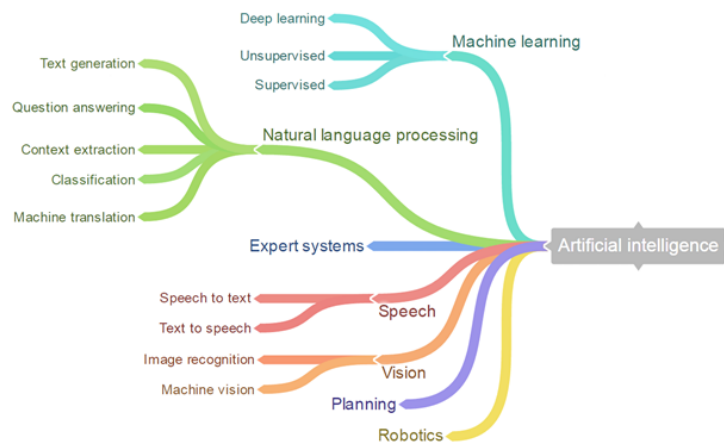 Deep learning
Machine learning
Unsupervised
Supervised
Text generation
Question answering
Natural language processing
Context extraction
Classification
Machine translation
Expert systems
Artificial intelligence
Speech to text
Speech
Text to speech
Image recognition
Vision
Machine vision
Planning
Robotics